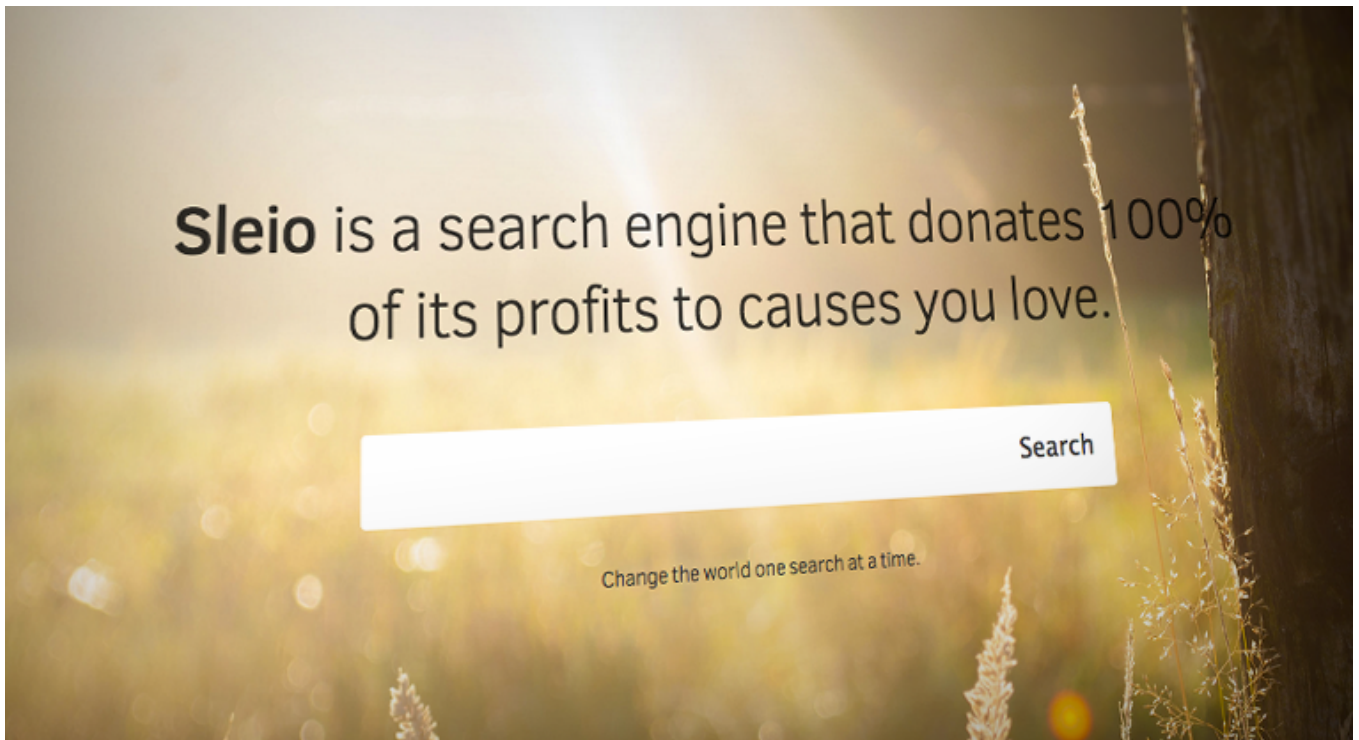 Sleio is a search engine that donates 100%
of its profits to causes you love.
Search
Change the world one search at a time.